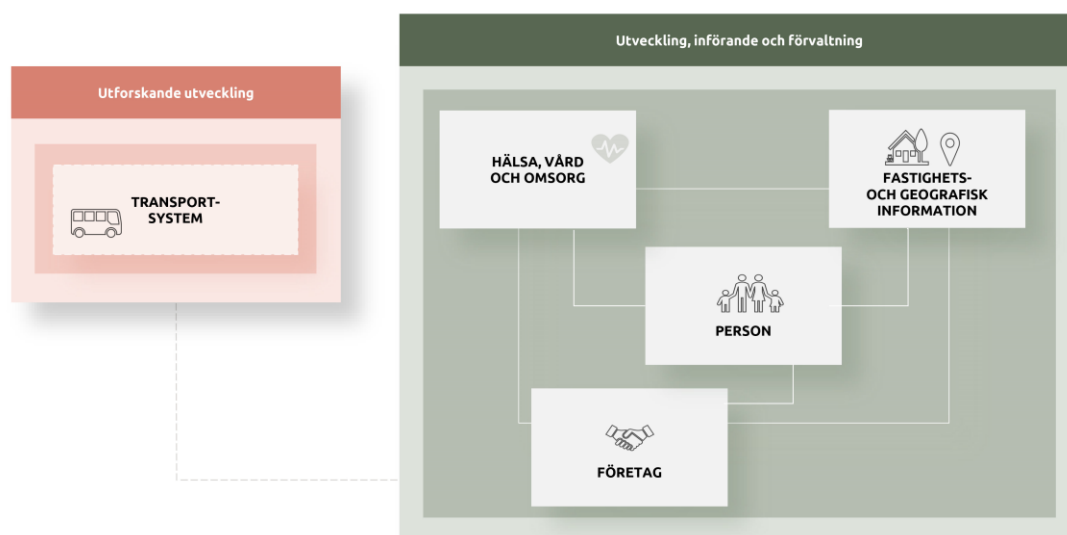 Utforskande utveckling
TRANSPORT-
SYSTEM
Utveckling, införande och förvaltning
HÄLSA, VÅRD
OCH OMSORG
FASTIGHETS-
OCH GEOGRAFISK
INFORMATION
PERSON
FÖRETAG